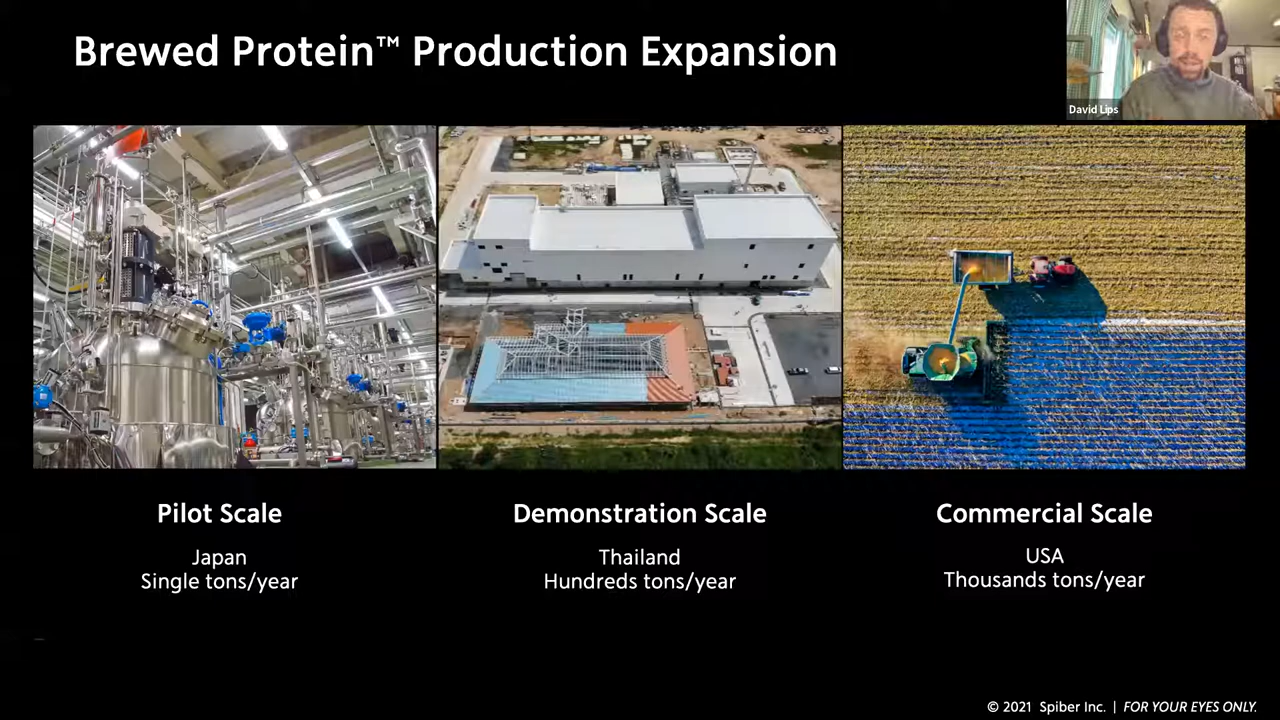 Brewed Protein™ Production Expansion
David Lips
Pilot Scale
Japan
Single tons/year
Demonstration Scale
Thailand
Hundreds tons/year
Commercial Scale
USA
Thousands tons/year
© 2021 Spiber Inc. | FOR YOUR EYES ONLY.